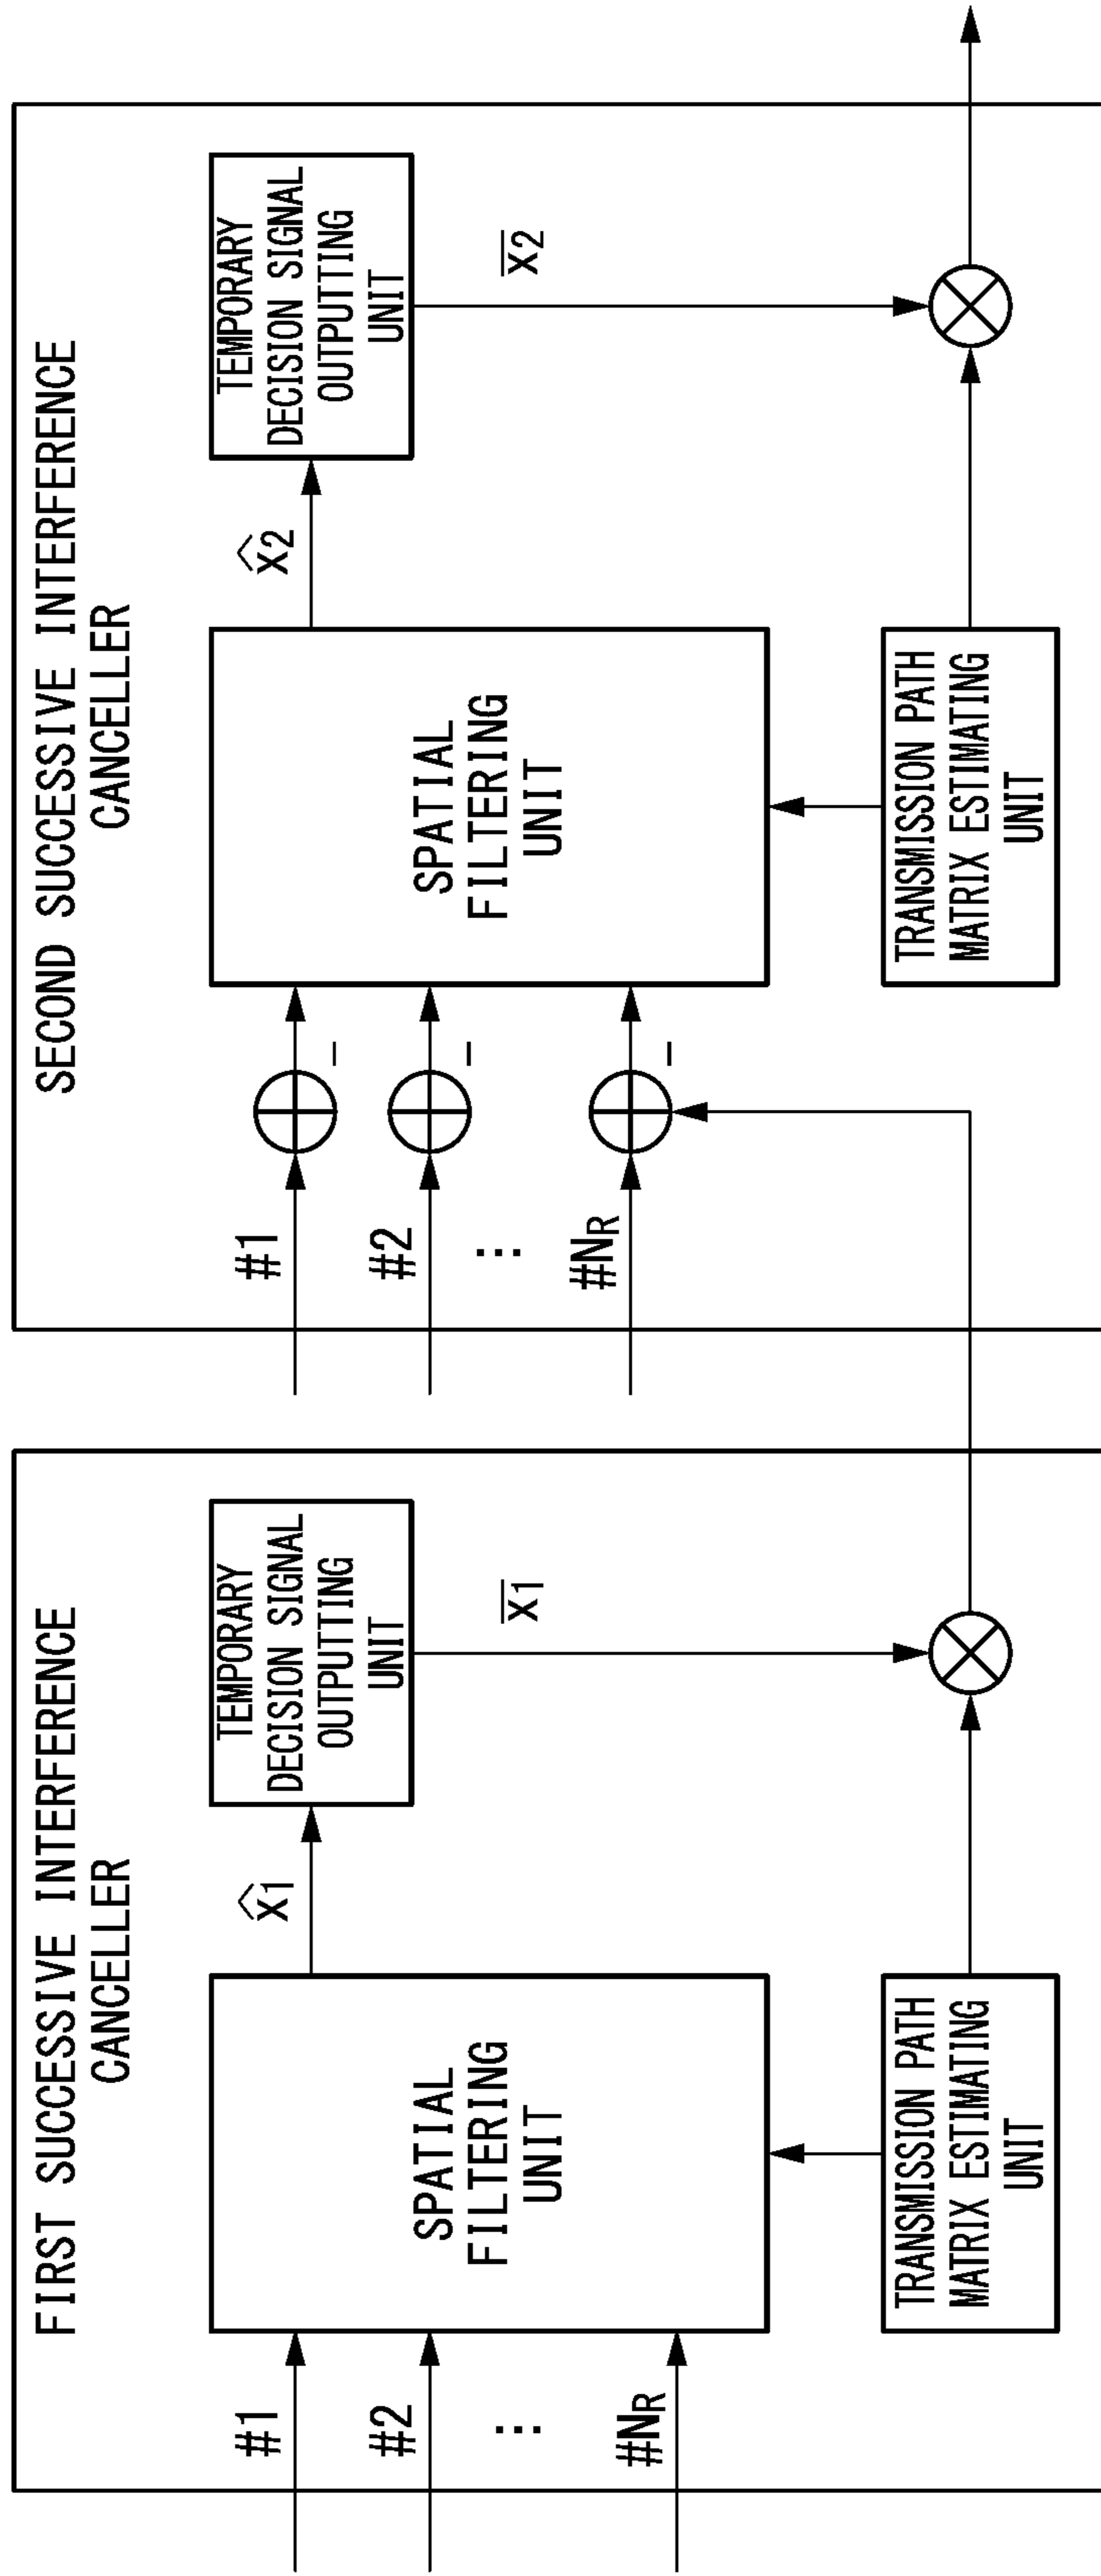 FIRST SUCCESSIVE INTERFERENCE
CANCELLER
#1
#2
⋮
#NR
SPATIAL
FILTERING
UNIT
x̂1
TEMPORARY
DECISION SIGNAL
OUTPUTTING
UNIT
x̅1
TRANSMISSION PATH
MATRIX ESTIMATING
UNIT
SECOND SUCCESSIVE INTERFERENCE
CANCELLER
#1
#2
⋮
#NR
−
−
−
SPATIAL
FILTERING
UNIT
x̂2
TEMPORARY
DECISION SIGNAL
OUTPUTTING
UNIT
x̅2
TRANSMISSION PATH
MATRIX ESTIMATING
UNIT